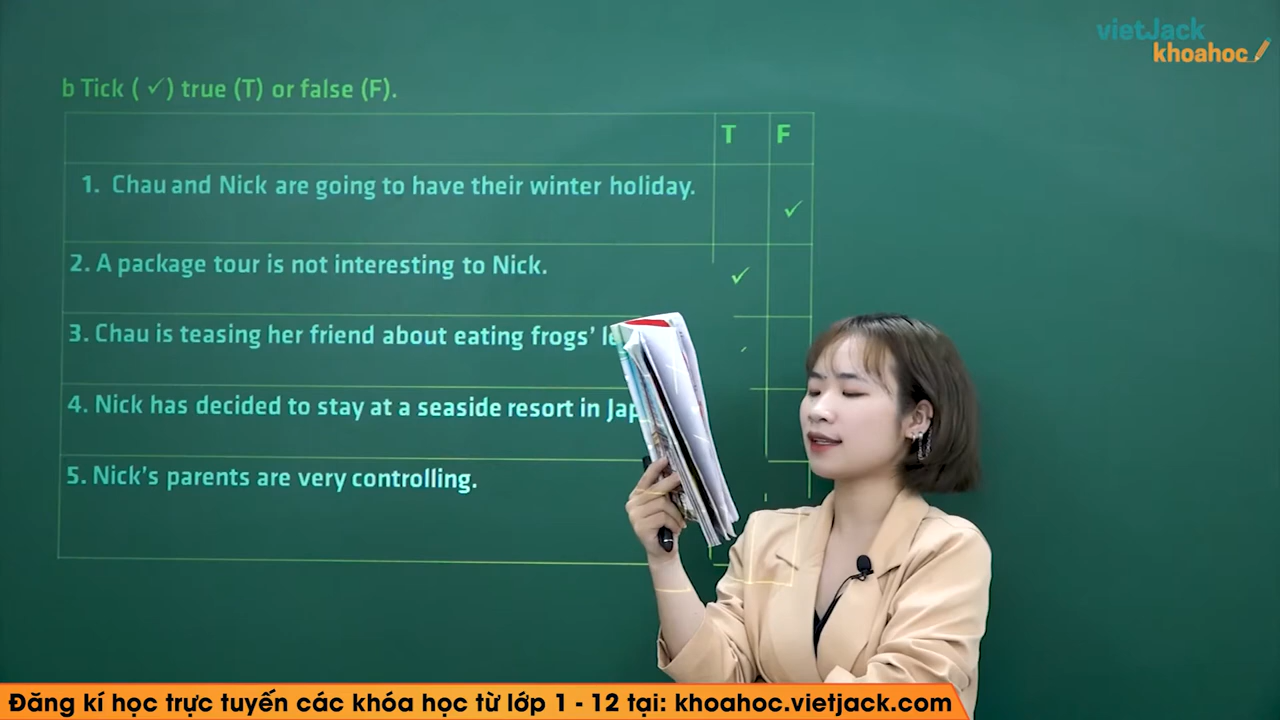 vietJack
khoahoc
b Tick ( ✓) true (T) or false (F).
T F
1. Chau and Nick are going to have their winter holiday.
✓
2. A package tour is not interesting to Nick.
✓
3. Chau is teasing her friend about eating frogs'
4. Nick has decided to stay at a seaside resort in
5. Nick's parents are very controlling.
Đăng kí học trực tuyến các khóa học từ lớp 1 - 12 tại: khoahoc.vietjack.com